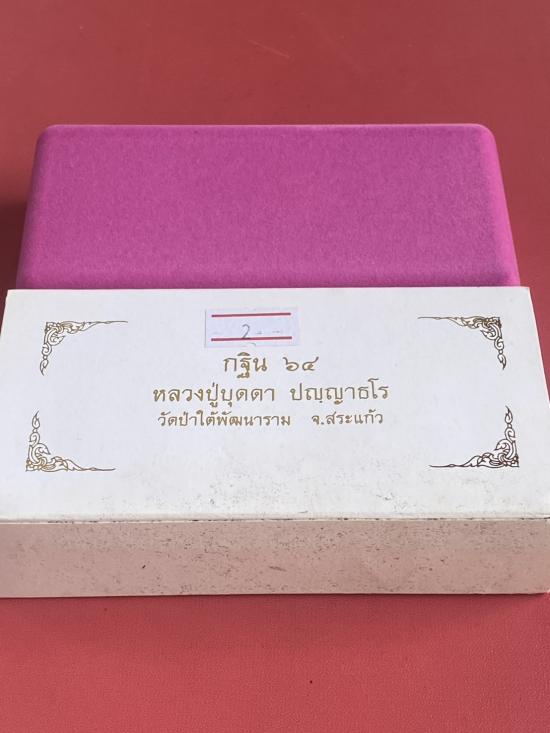 2
กฐิน ๖๔
หลวงปู่บุดดา ปญฺญาธโร
วัดป่าใต้พัฒนาราม จ.สระแก้ว